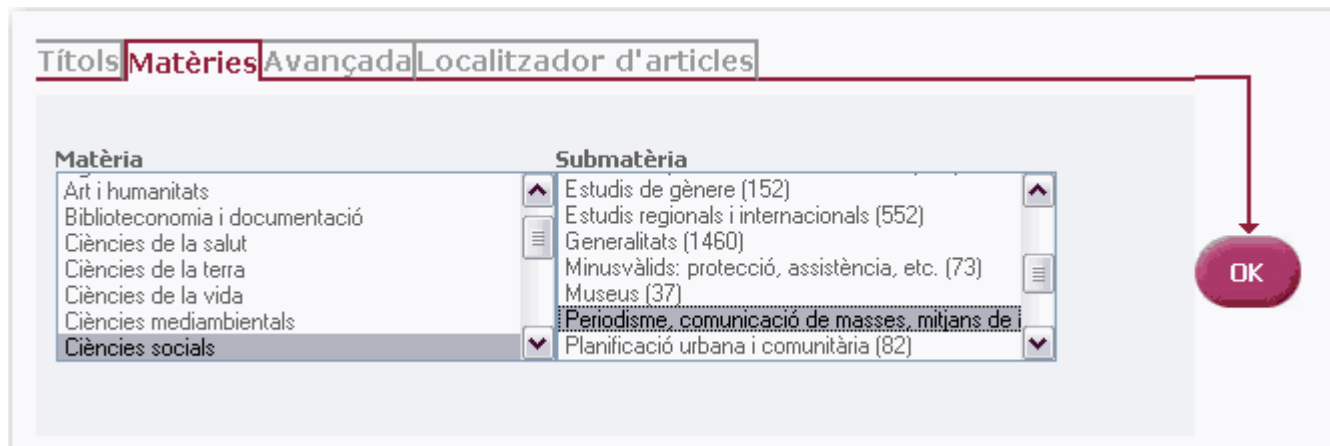 Títols Matèries Avançada Localitzador d'articles
Matèria
Art i humanitats
Biblioteconomia i documentació
Ciències de la salut
Ciències de la terra
Ciències de la vida
Ciències mediambientals
Ciències socials
Submatèria
Estudis de gènere (152)
Estudis regionals i internacionals (552)
Generalitats (1460)
Minusvàlids: protecció, assistència, etc. (73)
Museus (37)
Periodisme, comunicació de masses, mitjans de i
Planificació urbana i comunitària (82)
OK